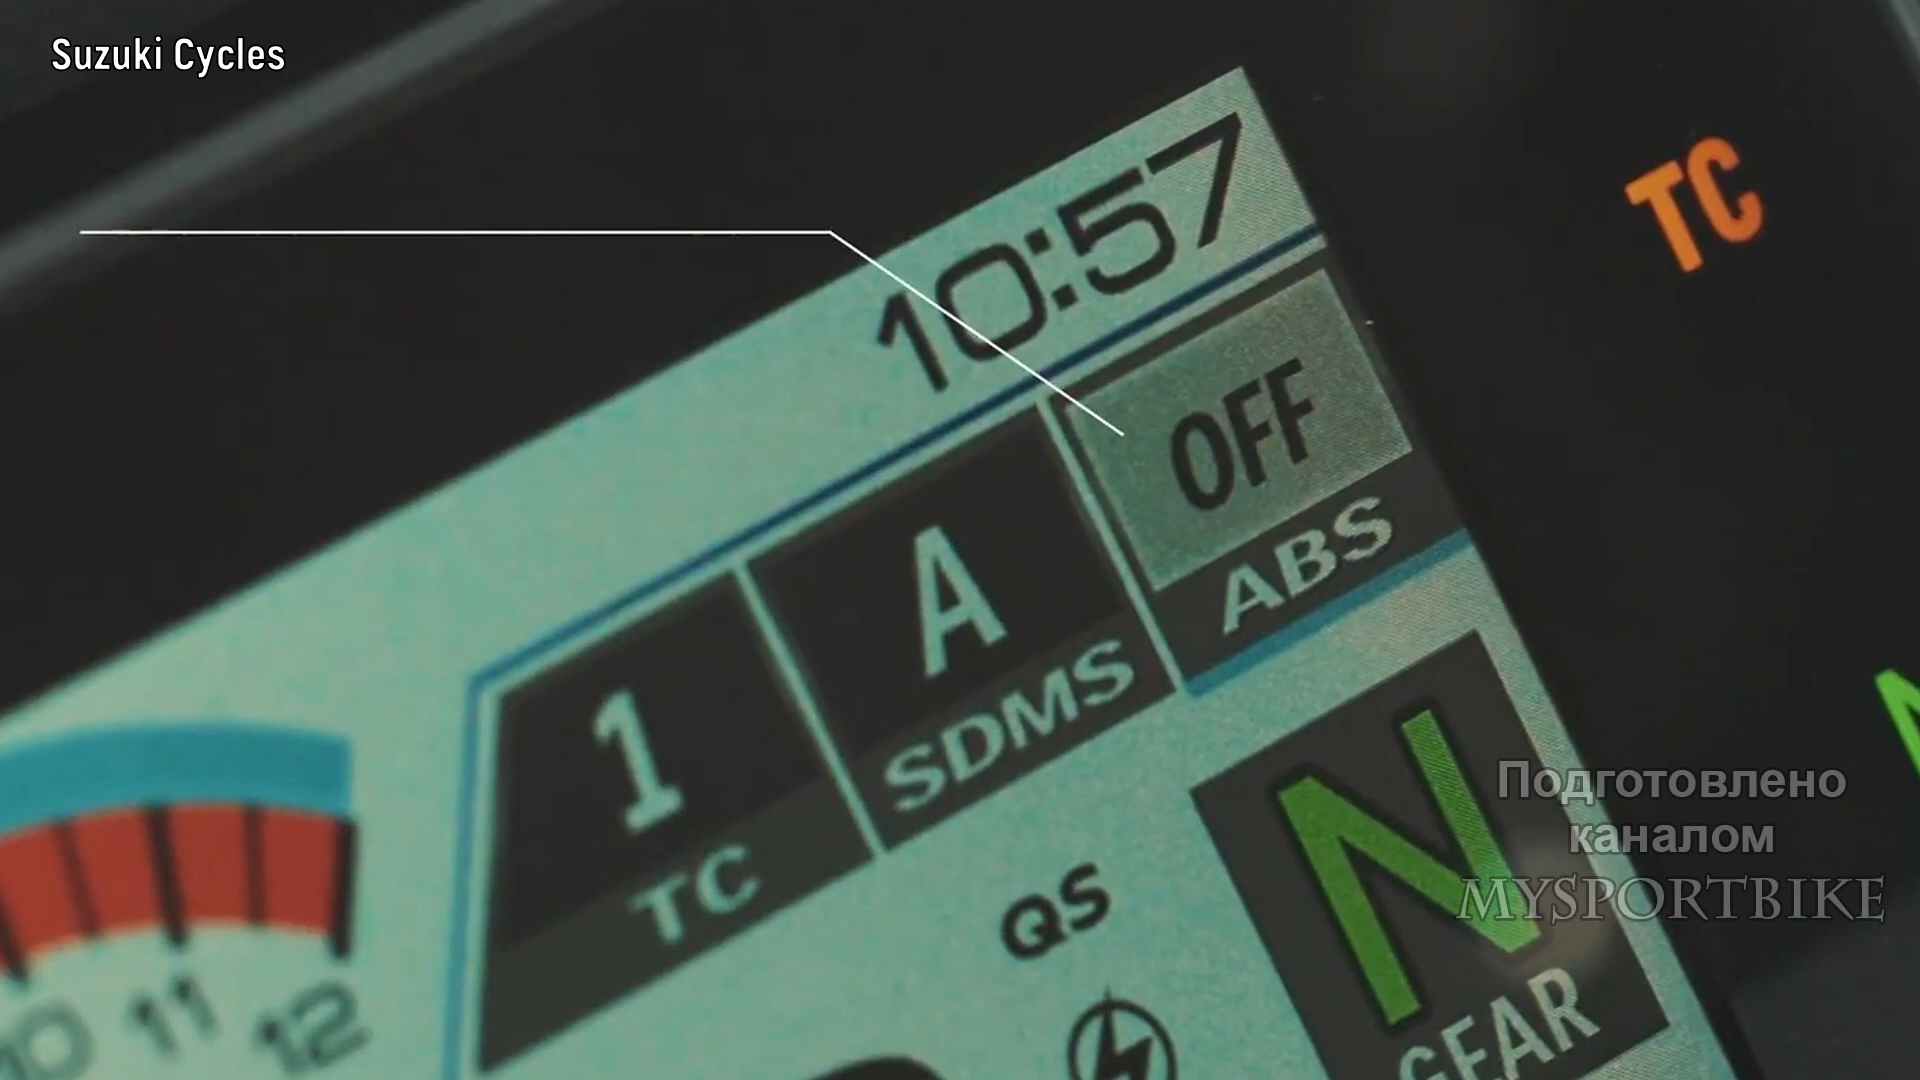 Suzuki Cycles
TC
10:57
OFF
ABS
A
SDMS
1
TC
N
GEAR
QS
10
11
12
Подготовлено
каналом
MYSPORTBIKE